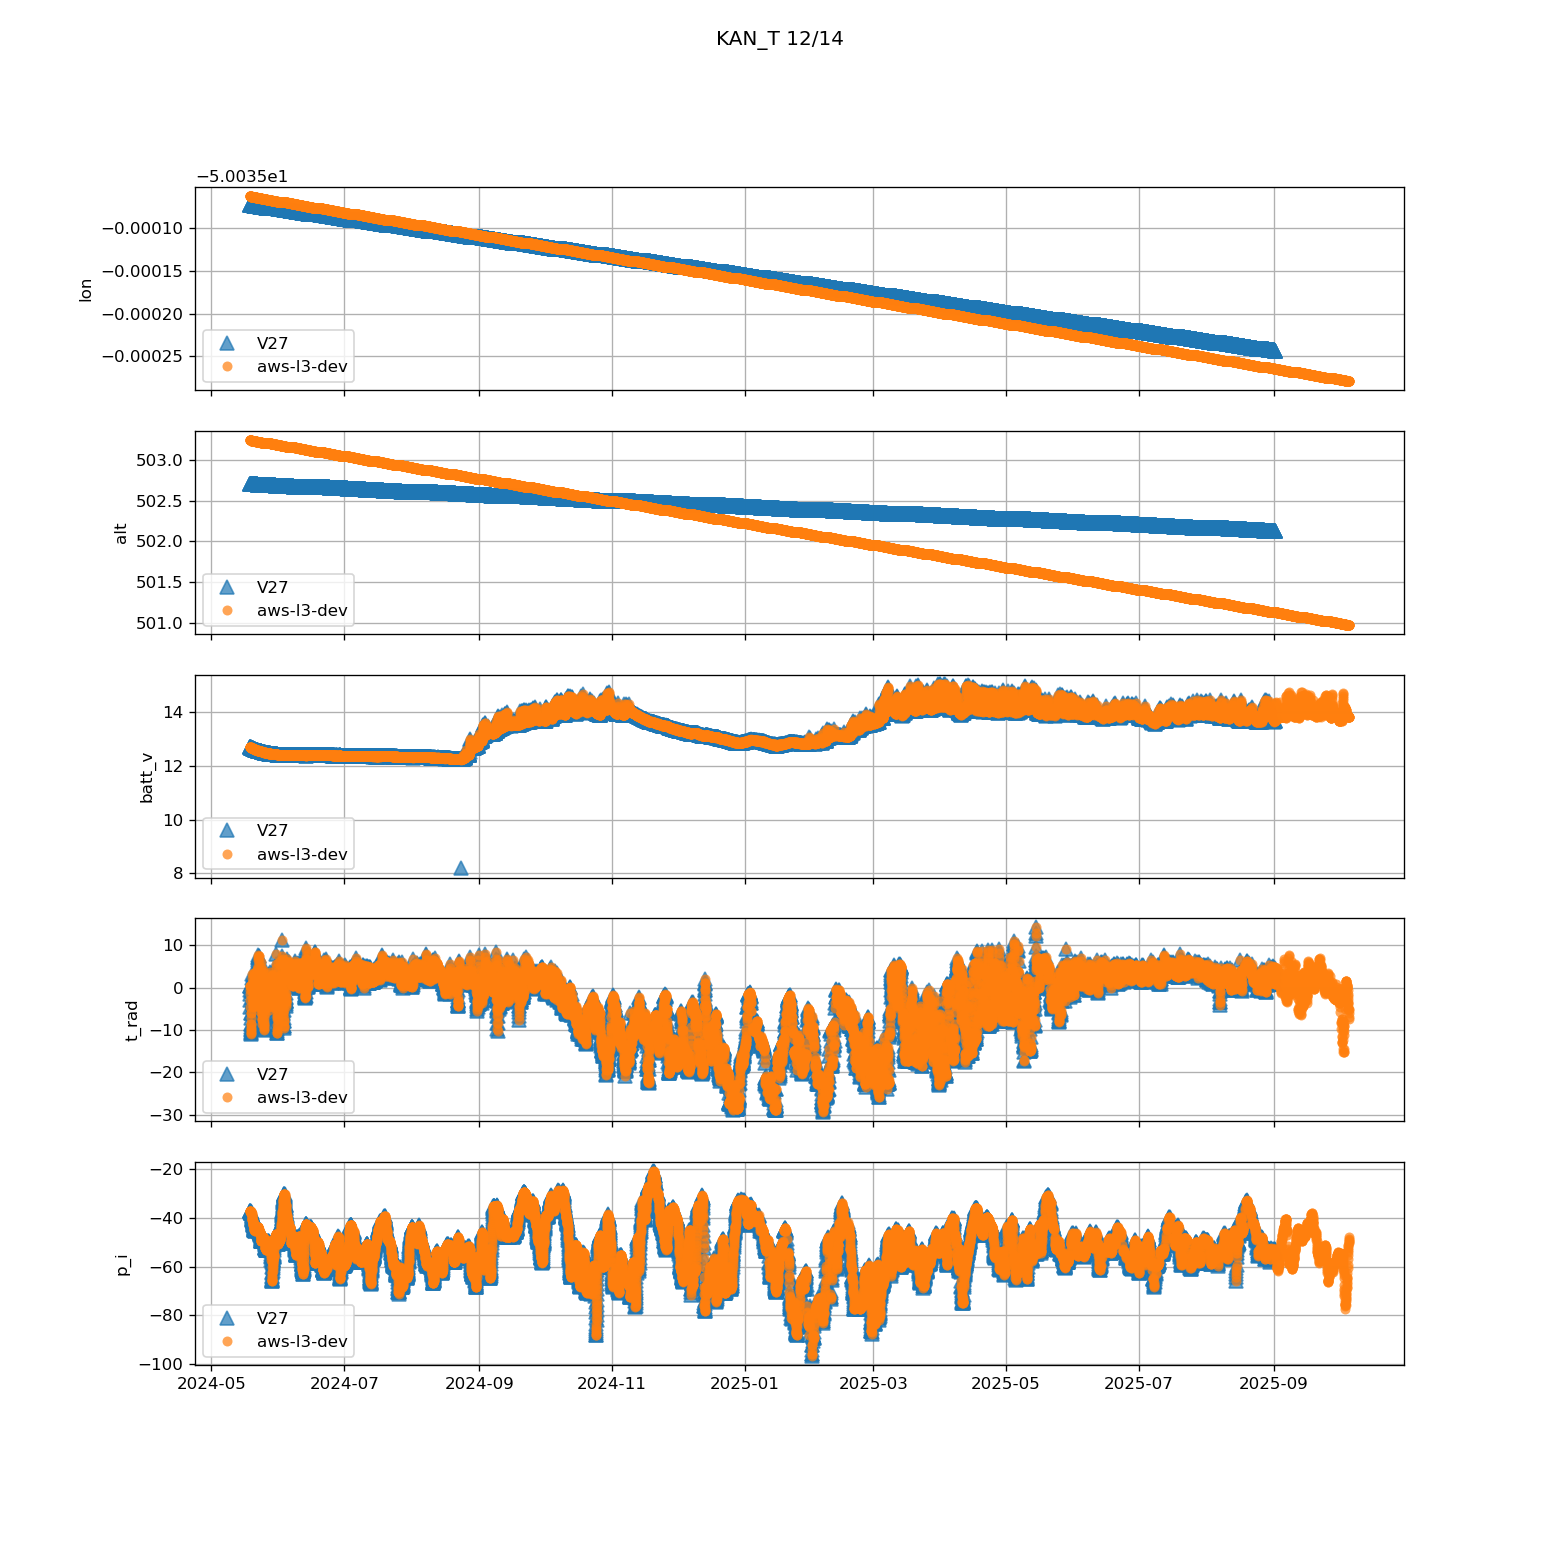 KAN_T 12/14
−5.0035e1
−0.00010
−0.00015
−0.00020
−0.00025
lon
V27
aws-l3-dev
503.0
502.5
502.0
501.5
501.0
alt
V27
aws-l3-dev
14
12
10
8
batt_v
V27
aws-l3-dev
10
0
−10
−20
−30
t_rad
V27
aws-l3-dev
−20
−40
−60
−80
−100
p_i
V27
aws-l3-dev
2024-05 2024-07 2024-09 2024-11 2025-01 2025-03 2025-05 2025-07 2025-09